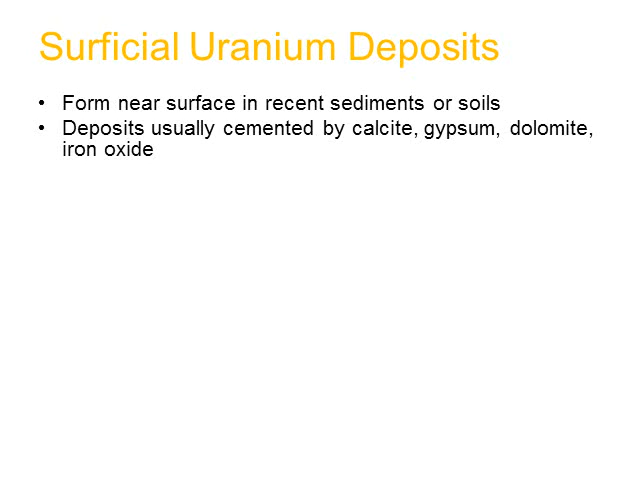 Surficial Uranium Deposits
• Form near surface in recent sediments or soils
• Deposits usually cemented by calcite, gypsum, dolomite,
iron oxide